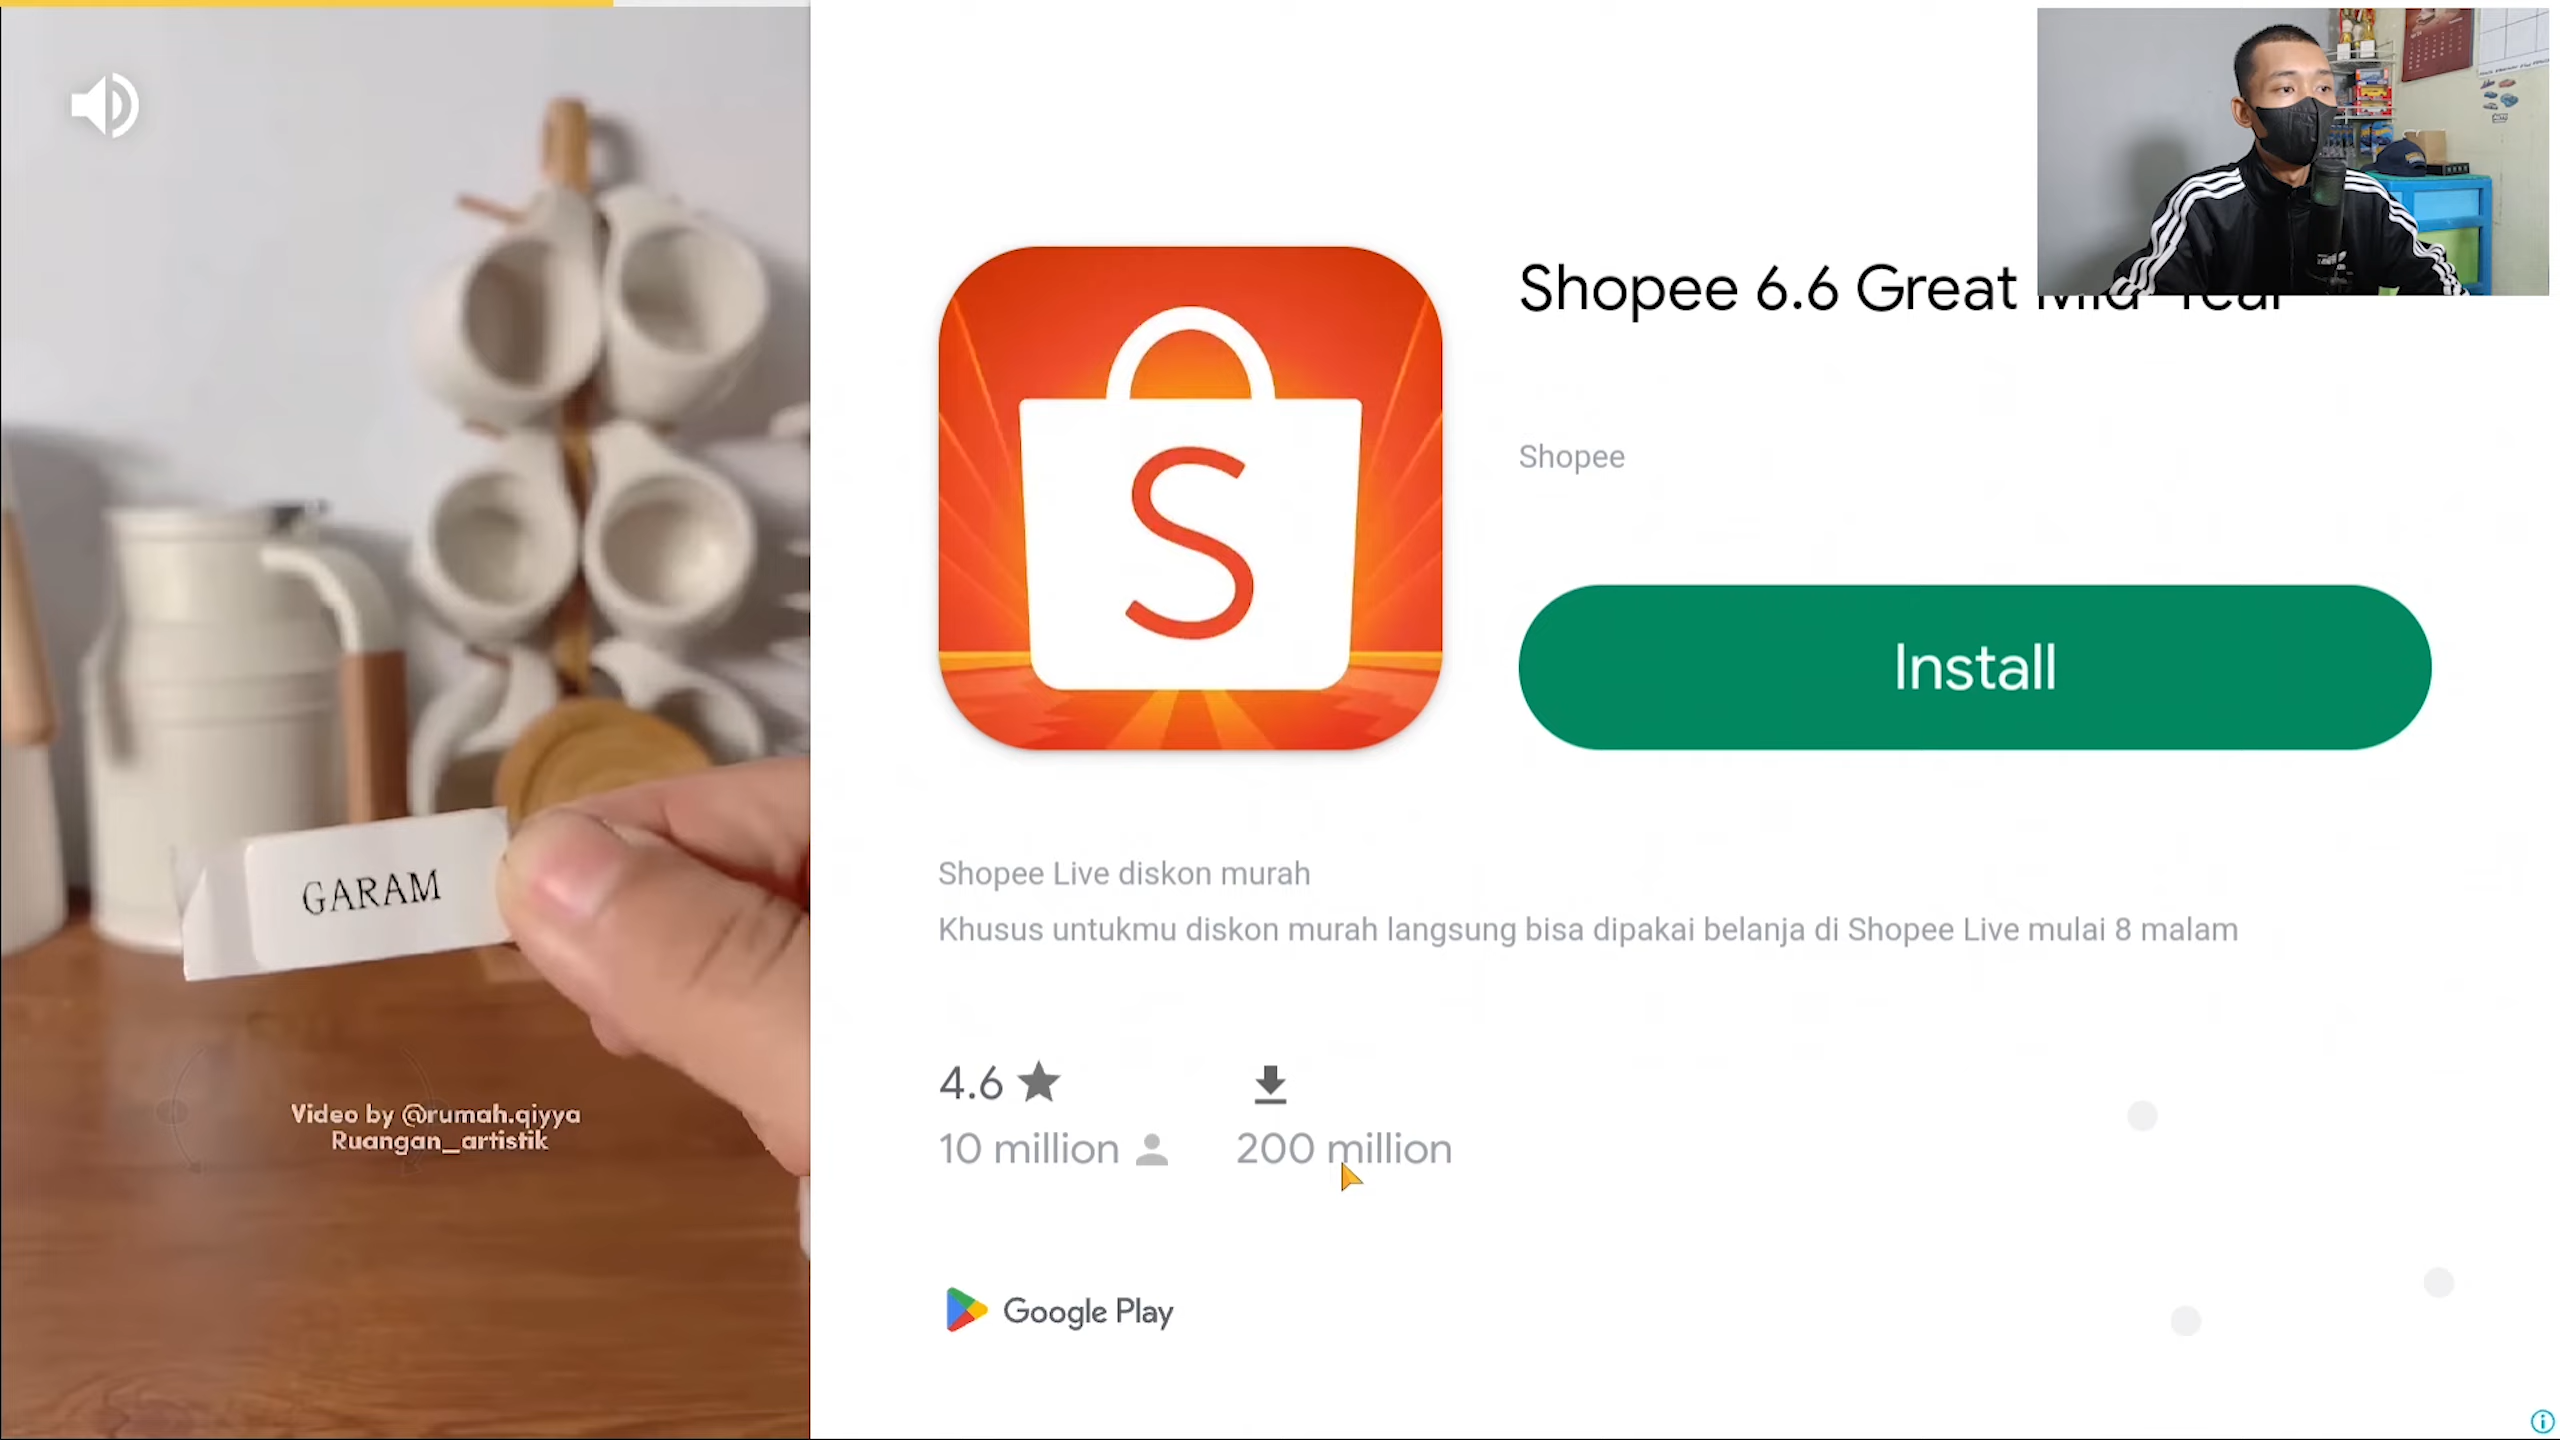 Shopee 6.6 Great Mid-Year
Shopee
Install
S
GARAM
Shopee Live diskon murah
Khusus untukmu diskon murah langsung bisa dipakai belanja di Shopee Live mulai 8 malam
4.6
10 million
200 million
Video by @rumah.qiyya
Ruangan_artistik
Google Play